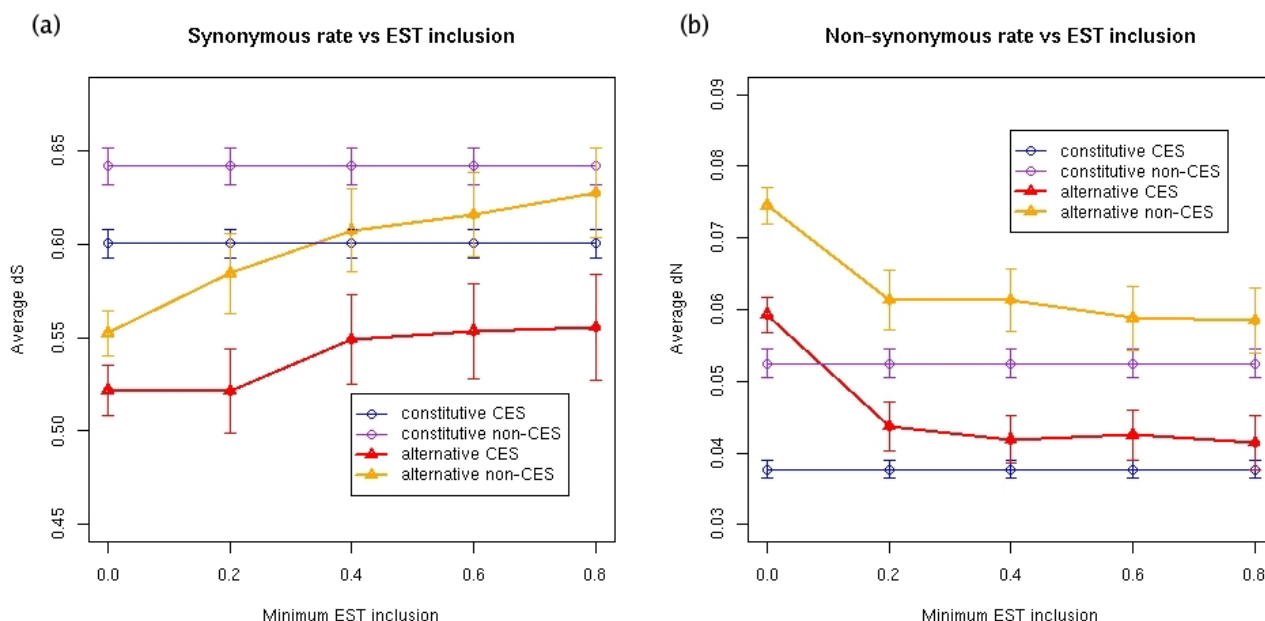 (a)
Synonymous rate vs EST inclusion
Average dS
0.65
0.60
0.55
0.50
0.45
constitutive CES
constitutive non-CES
alternative CES
alternative non-CES
0.0 0.2 0.4 0.6 0.8
Minimum EST inclusion
(b)
Non-synonymous rate vs EST inclusion
Average dN
0.09
0.08
0.07
0.06
0.05
0.04
0.03
constitutive CES
constitutive non-CES
alternative CES
alternative non-CES
0.0 0.2 0.4 0.6 0.8
Minimum EST inclusion